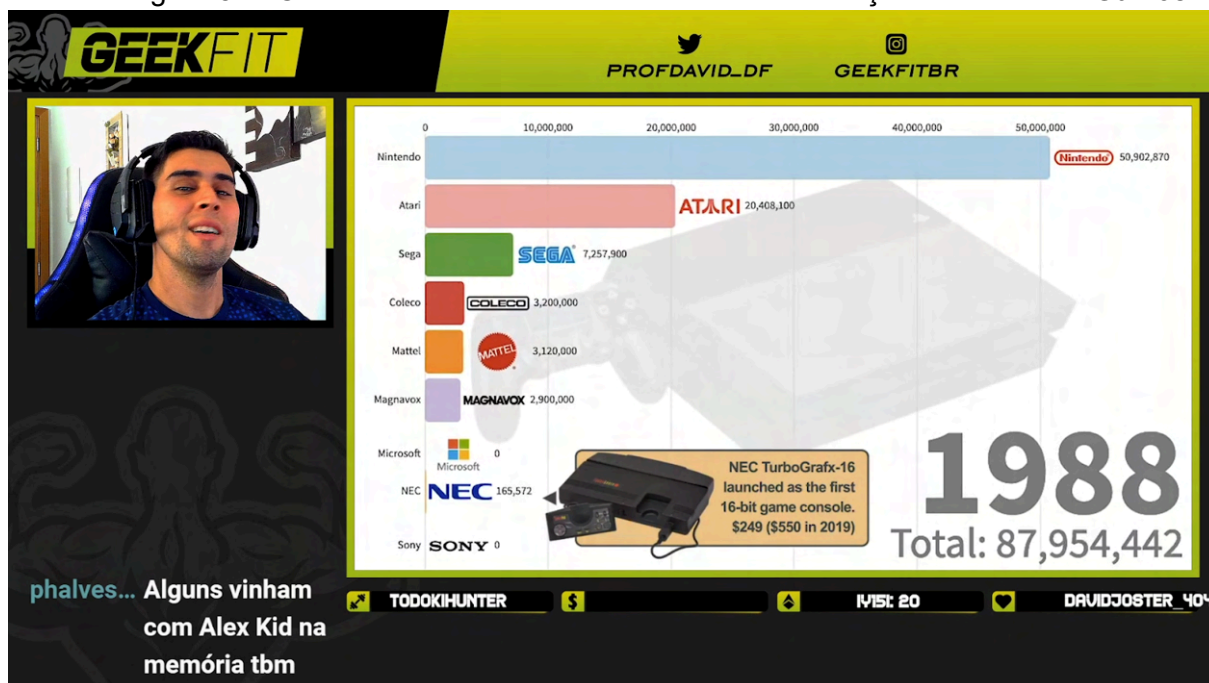 GEEKFIT
PROFDAVID_DF GEEKFITBR
0 10,000,000 20,000,000 30,000,000 40,000,000 50,000,000
Nintendo Nintendo 50,902,870
Atari ATARI 20,408,100
Sega SEGA 7,257,900
Coleco COLECO 3,200,000
Mattel MATTEL 3,120,000
Magnavox MAGNAVOX 2,900,000
Microsoft Microsoft 0
NEC NEC 165,572
Sony SONY 0
NEC TurboGrafx-16
launched as the first
16-bit game console.
$249 ($550 in 2019)
1988
Total: 87,954,442
phalves... Alguns vinham
com Alex Kid na
memória tbm
TODOKIHUNTER $ 1Y151: 20 DAVIDJOSTER_404